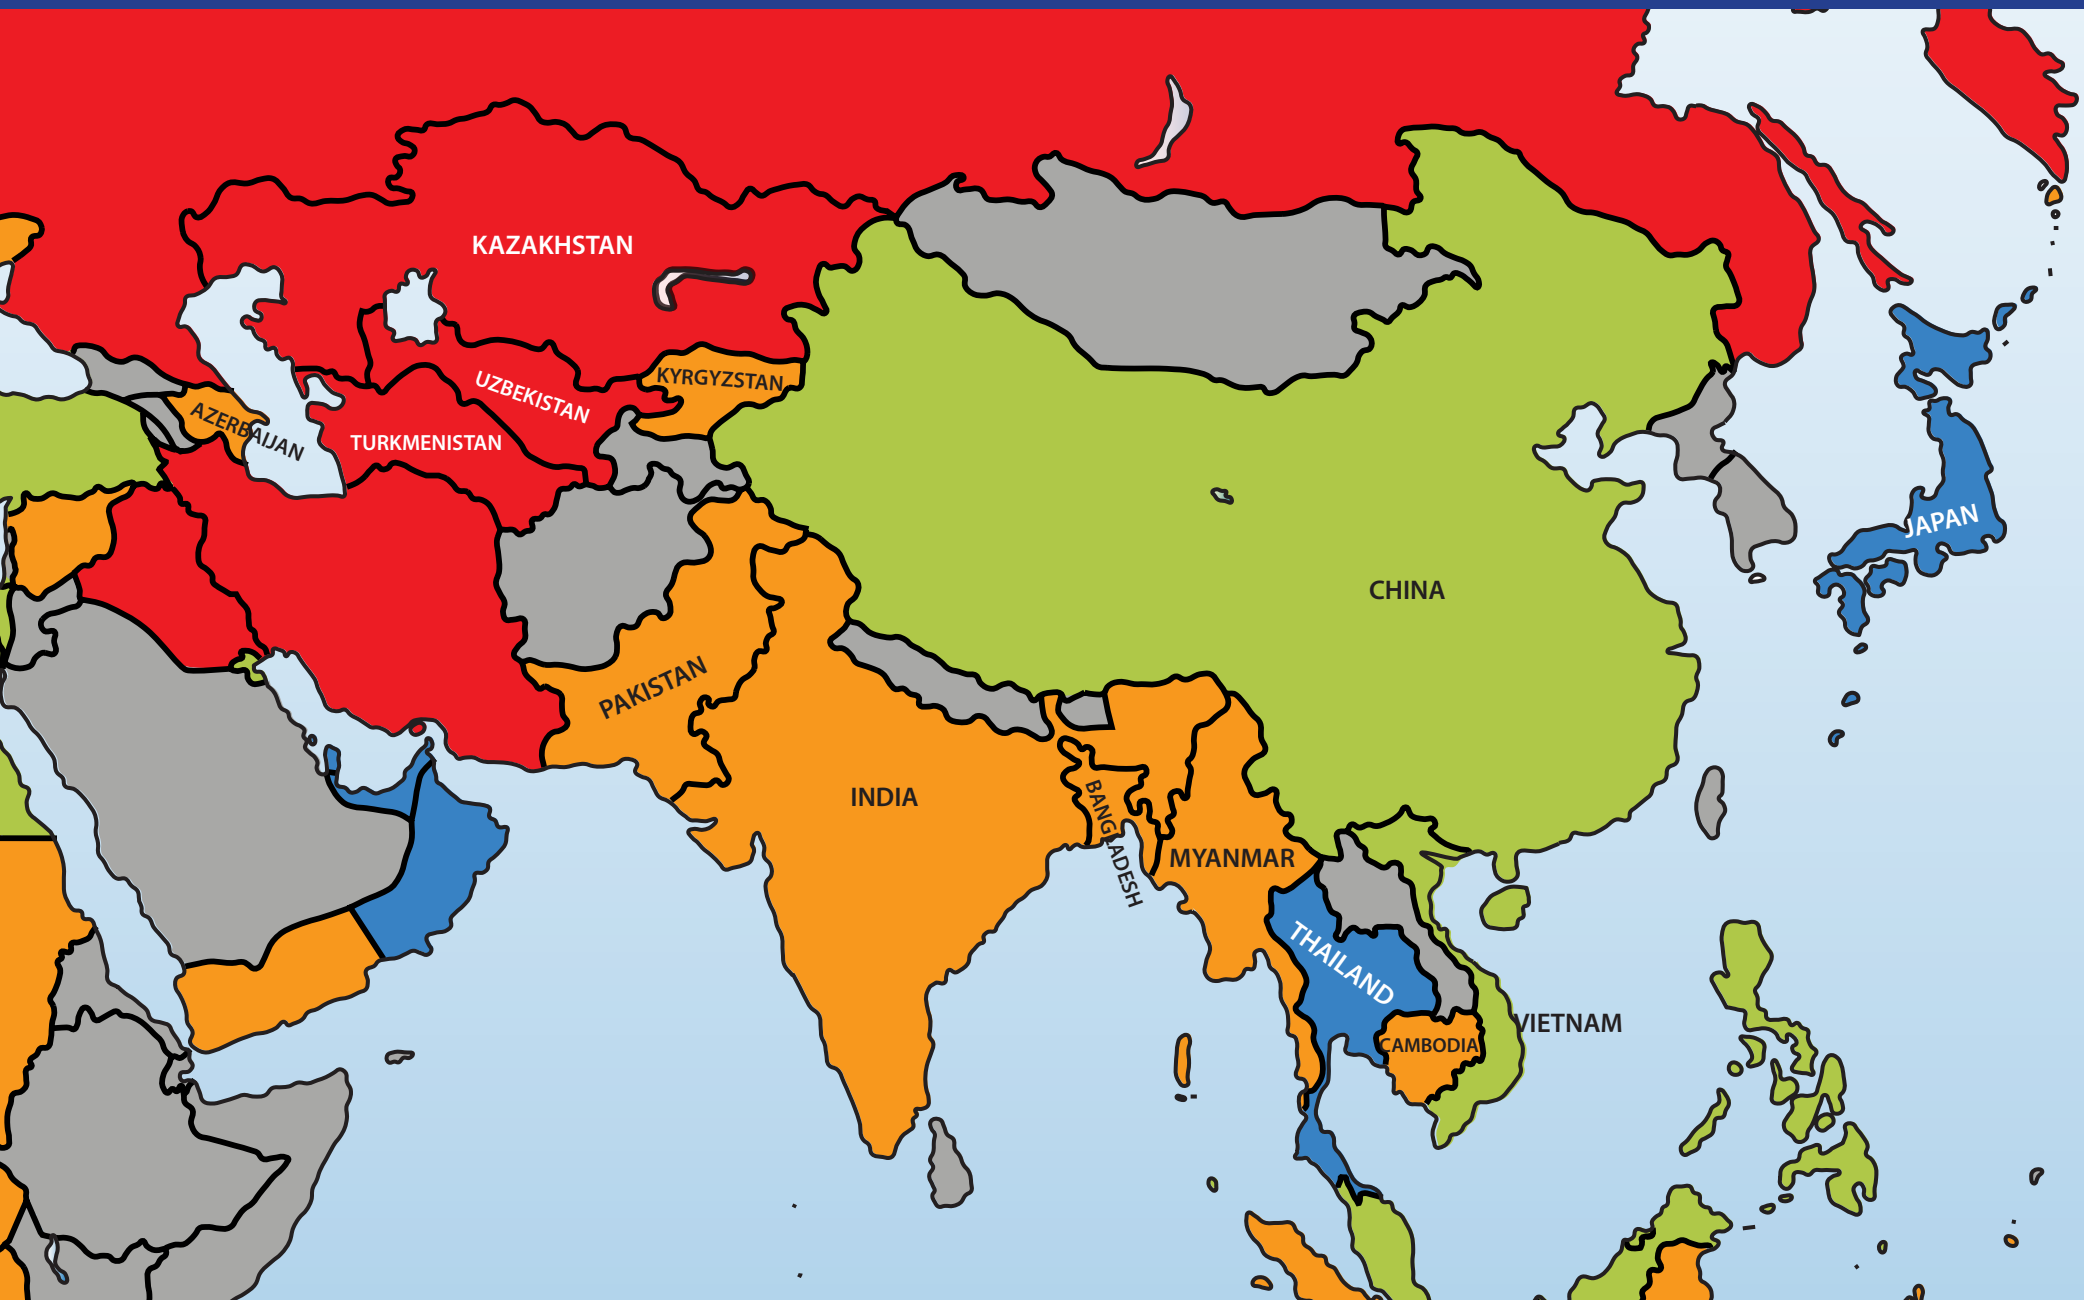 KAZAKHSTAN
UZBEKISTAN
KYRGYZSTAN
AZERBAIJAN
TURKMENISTAN
JAPAN
CHINA
PAKISTAN
INDIA
BANGLADESH
MYANMAR
THAILAND
VIETNAM
CAMBODIA